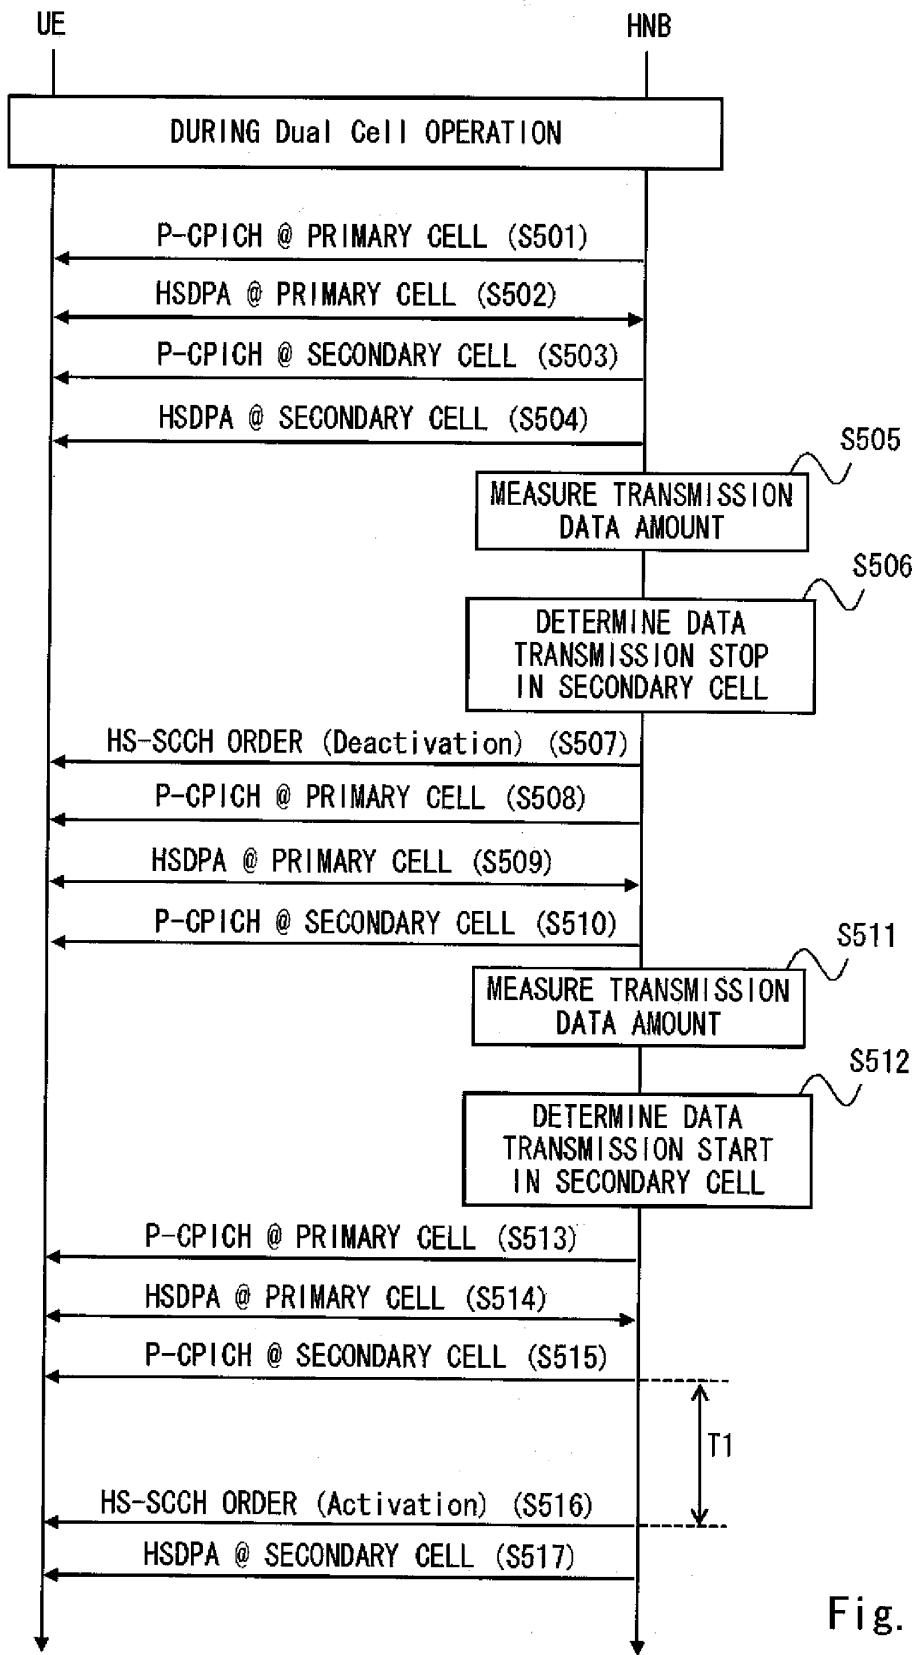 UE
HNB
DURING Dual Cell OPERATION
P-CPICH @ PRIMARY CELL (S501)
HSDPA @ PRIMARY CELL (S502)
P-CPICH @ SECONDARY CELL (S503)
HSDPA @ SECONDARY CELL (S504)
S505
MEASURE TRANSMISSION
DATA AMOUNT
S506
DETERMINE DATA
TRANSMISSION STOP
IN SECONDARY CELL
HS-SCCH ORDER (Deactivation) (S507)
P-CPICH @ PRIMARY CELL (S508)
HSDPA @ PRIMARY CELL (S509)
P-CPICH @ SECONDARY CELL (S510)
S511
MEASURE TRANSMISSION
DATA AMOUNT
S512
DETERMINE DATA
TRANSMISSION START
IN SECONDARY CELL
P-CPICH @ PRIMARY CELL (S513)
HSDPA @ PRIMARY CELL (S514)
P-CPICH @ SECONDARY CELL (S515)
T1
HS-SCCH ORDER (Activation) (S516)
HSDPA @ SECONDARY CELL (S517)
Fig.